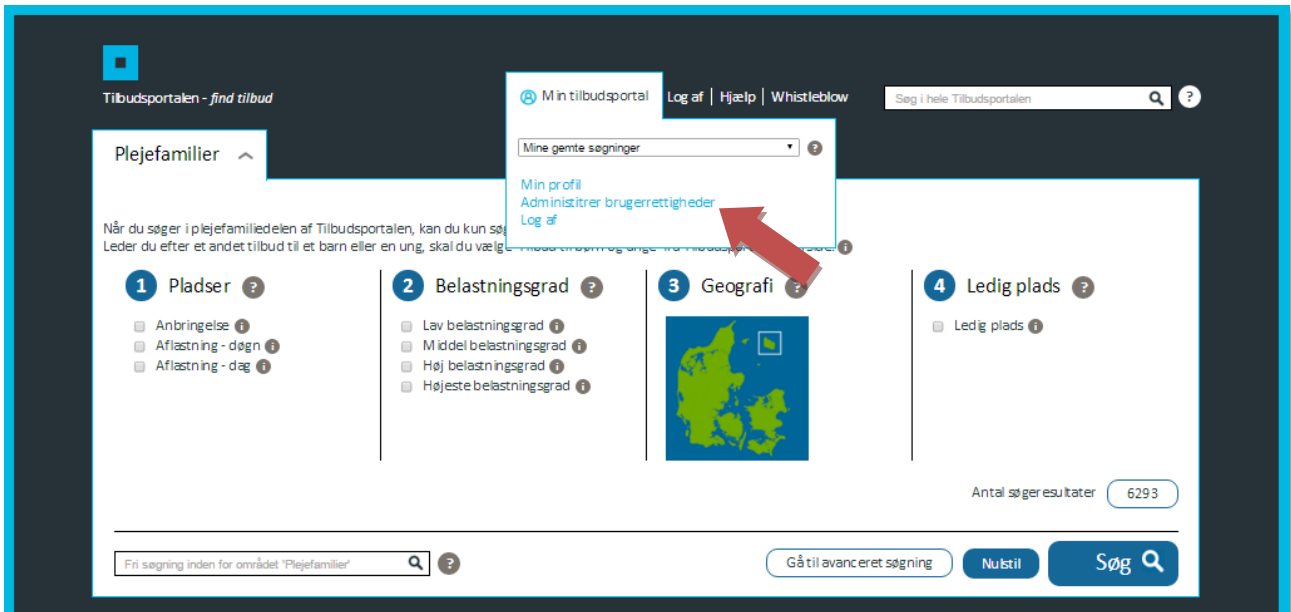 Tilbudsportalen - find tilbud
Min tilbudsportal
Log af | Hjælp | Whistleblow
Søg i hele Tilbudsportalen
?
Plejefamilier
Mine gemte søgninger
?
Min profil
Administitrer brugerrettigheder
Log af
Når du søger i plejefamiliedelen af Tilbudsportalen, kan du kun
Leder du efter et andet tilbud til et barn eller en ung, skal du
1 Pladser ?
Anbringelse i
Aflastning - døgn i
Aflastning - dag i
2 Belastningsgrad ?
Lav belastningsgrad i
Middel belastningsgrad i
Høj belastningsgrad i
Højeste belastningsgrad i
3 Geografi ?
4 Ledig plads ?
Ledig plads i
Antal søgeresultater 6293
Fri søgning inden for området 'Plejefamilier'
?
Gå til avanceret søgning
Nulstil
Søg